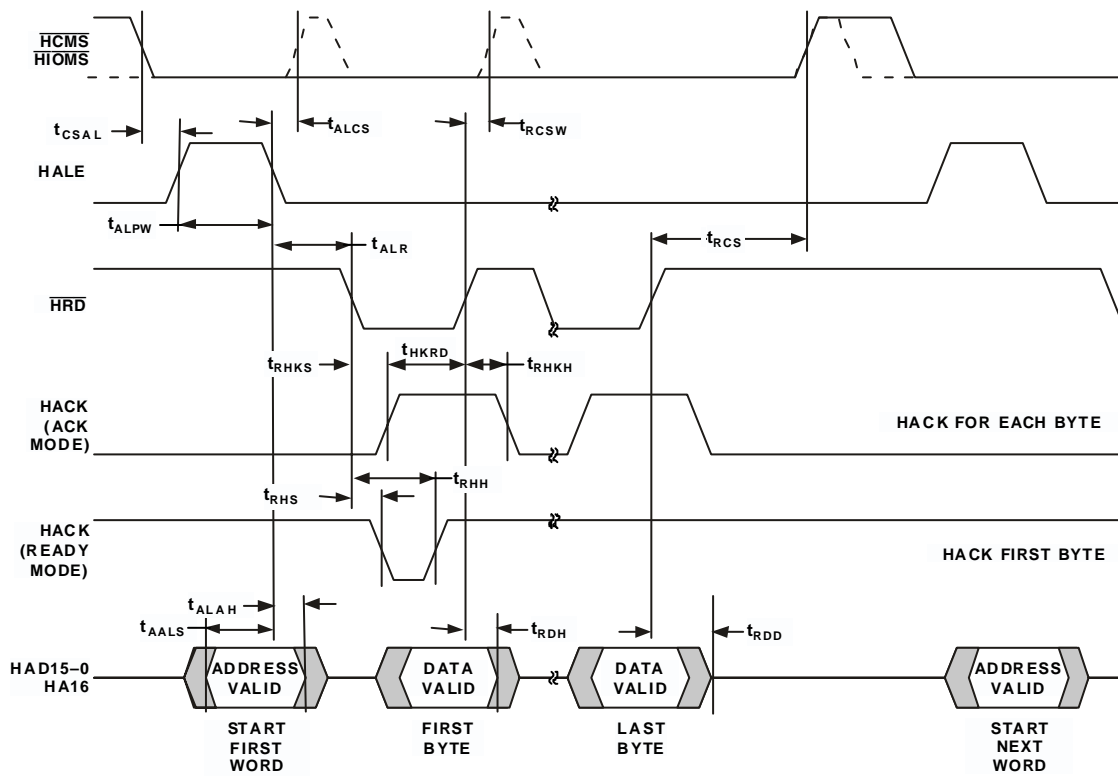 HCMS
HIOMS
tCSAL
tALCS
tRCSW
HALE
tALPW
tALR
tRCS
HRD
tRHKS
tHKRD
tRHKH
HACK
(ACK
MODE)
HACK FOR EACH BYTE
tRHH
tRHS
HACK
(READY
MODE)
HACK FIRST BYTE
tALAH
tAALS
tRDH
tRDD
HAD15–0
HA16
ADDRESS
VALID
DATA
VALID
DATA
VALID
ADDRESS
VALID
START
FIRST
WORD
FIRST
BYTE
LAST
BYTE
START
NEXT
WORD